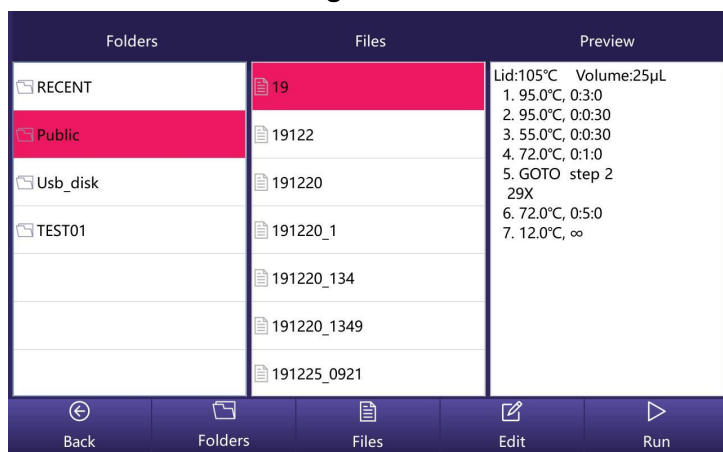 Folders
Files
Preview
RECENT
Public
Usb_disk
TEST01
19
19122
191220
191220_1
191220_134
191220_1349
191225_0921
Lid:105℃ Volume:25μL
1. 95.0℃, 0:3:0
2. 95.0℃, 0:0:30
3. 55.0℃, 0:0:30
4. 72.0℃, 0:1:0
5. GOTO step 2
29X
6. 72.0℃, 0:5:0
7. 12.0℃, ∞
Back
Folders
Files
Edit
Run